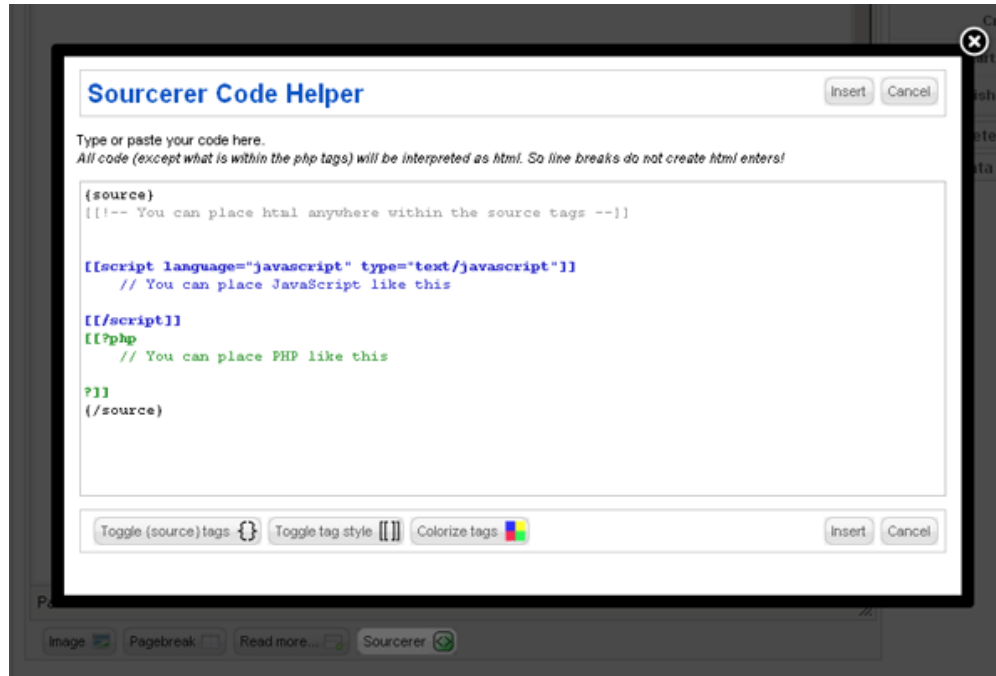 Sourcerer Code Helper
Insert Cancel
Type or paste your code here.
All code (except what is within the php tags) will be interpreted as html. So line breaks do not create html enters!
{source}
[[!-- You can place html anywhere within the source tags --]]
[[script language="javascript" type="text/javascript"]]
// You can place JavaScript like this
[[/script]]
[[?php
// You can place PHP like this
?]]
{/source}
Toggle {source} tags {} Toggle tag style [[ ]] Colorize tags Insert Cancel
Image Pagebreak Read more... Sourcerer